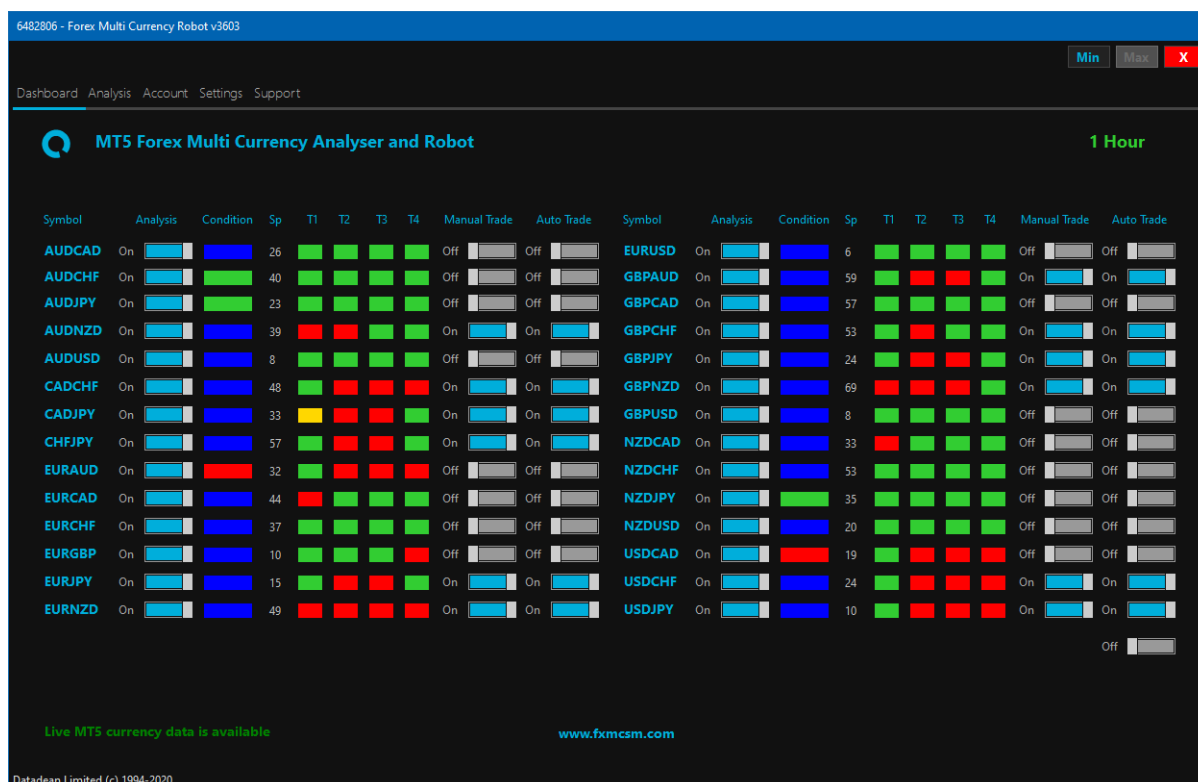 6482806 - Forex Multi Currency Robot v3603
Min Max X
Dashboard Analysis Account Settings Support
MT5 Forex Multi Currency Analyser and Robot 1 Hour
Symbol Analysis Condition Sp T1 T2 T3 T4 Manual Trade Auto Trade Symbol Analysis Condition Sp T1 T2 T3 T4 Manual Trade Auto Trade
AUDCAD On 26 Off Off EURUSD On 6 Off Off
AUDCHF On 40 Off Off GBPAUD On 59 On On
AUDJPY On 23 Off Off GBPCAD On 57 Off Off
AUDNZD On 39 On On GBPCHF On 53 On On
AUDUSD On 8 Off Off GBPJPY On 24 On On
CADCHF On 48 On On GBPNZD On 69 On On
CADJPY On 33 On On GBPUSD On 8 Off Off
CHFJPY On 57 On On NZDCAD On 33 Off Off
EURAUD On 32 Off Off NZDCHF On 53 Off Off
EURCAD On 44 Off Off NZDJPY On 35 Off Off
EURCHF On 37 Off Off NZDUSD On 20 Off Off
EURGBP On 10 Off Off USDCAD On 19 Off Off
EURJPY On 15 On On USDCHF On 24 On On
EURNZD On 49 On On USDJPY On 10 On On
Off
Live MT5 currency data is available www.fxmcsm.com
Datadean Limited (c) 1994-2020